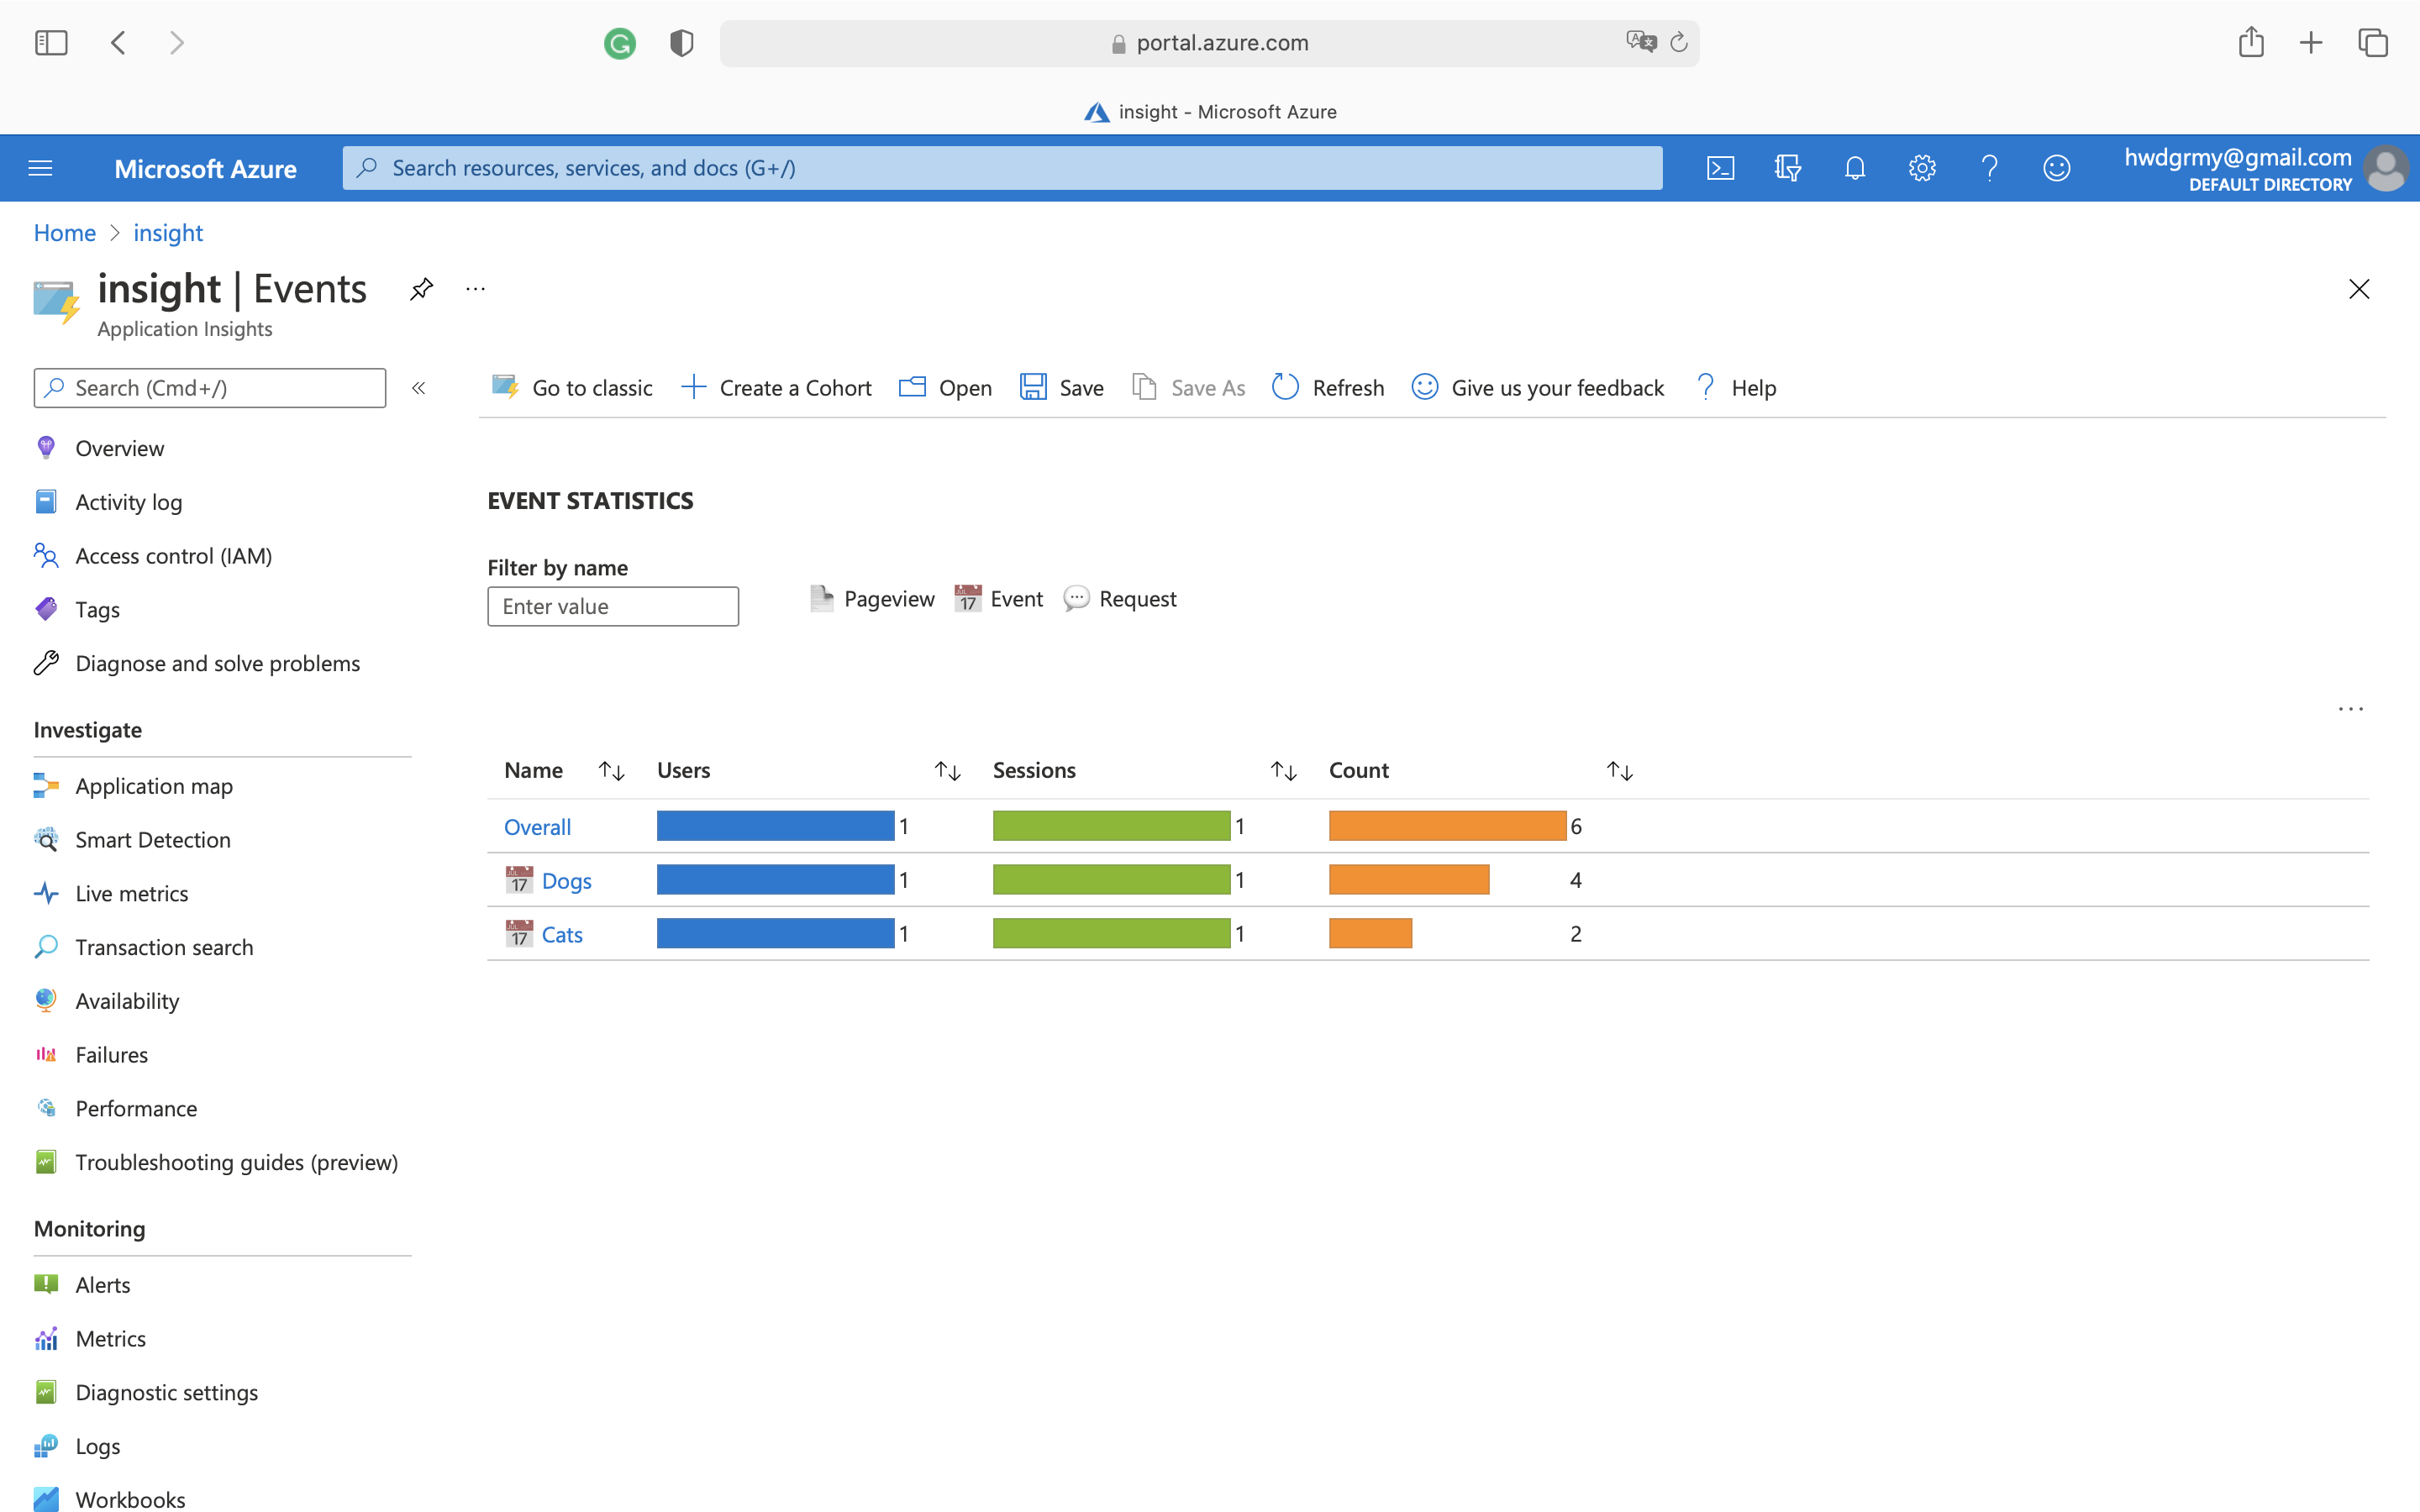 portal.azure.com
insight - Microsoft Azure
Microsoft Azure
Search resources, services, and docs (G+/)
hwdgrmy@gmail.com
DEFAULT DIRECTORY
Home > insight
insight | Events
...
Application Insights
Search (Cmd+/)
«
Go to classic
Create a Cohort
Open
Save
Save As
Refresh
Give us your feedback
Help
Overview
Activity log
Access control (IAM)
Tags
Diagnose and solve problems
Investigate
Application map
Smart Detection
Live metrics
Transaction search
Availability
Failures
Performance
Troubleshooting guides (preview)
Monitoring
Alerts
Metrics
Diagnostic settings
Logs
Workbooks
EVENT STATISTICS
Filter by name
Enter value
Pageview
17 Event
Request
...
Name Users Sessions Count
Overall 1 1 6
17 Dogs 1 1 4
17 Cats 1 1 2